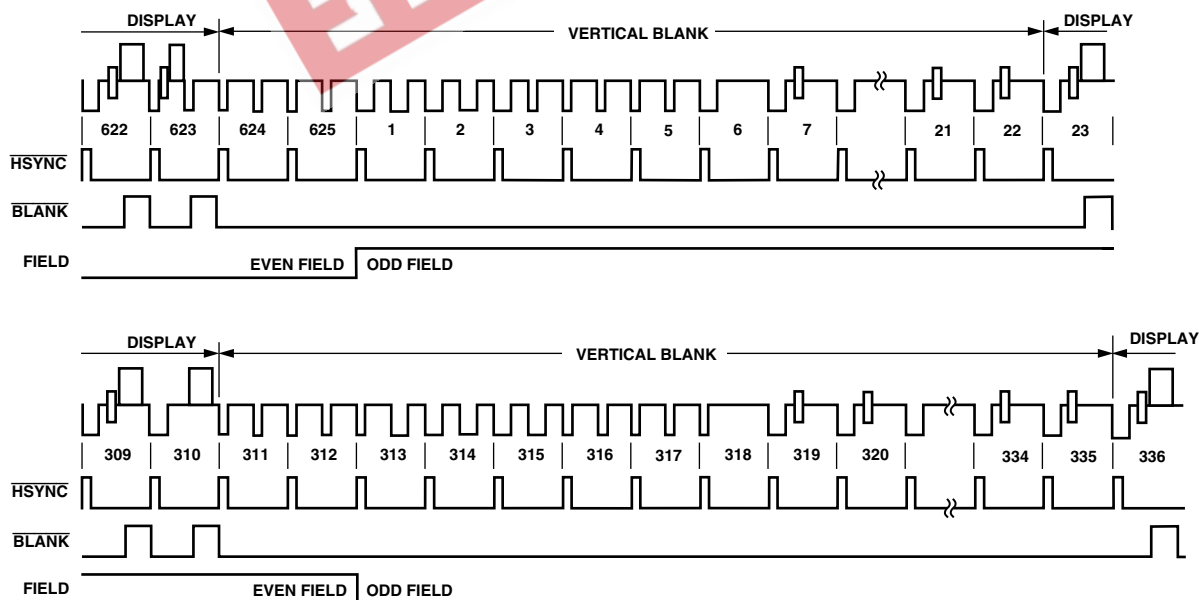 DISPLAY
VERTICAL BLANK
DISPLAY
622 623 624 625 1 2 3 4 5 6 7 21 22 23
HSYNC
BLANK
FIELD EVEN FIELD ODD FIELD
DISPLAY
VERTICAL BLANK
DISPLAY
309 310 311 312 313 314 315 316 317 318 319 320 334 335 336
HSYNC
BLANK
FIELD EVEN FIELD ODD FIELD